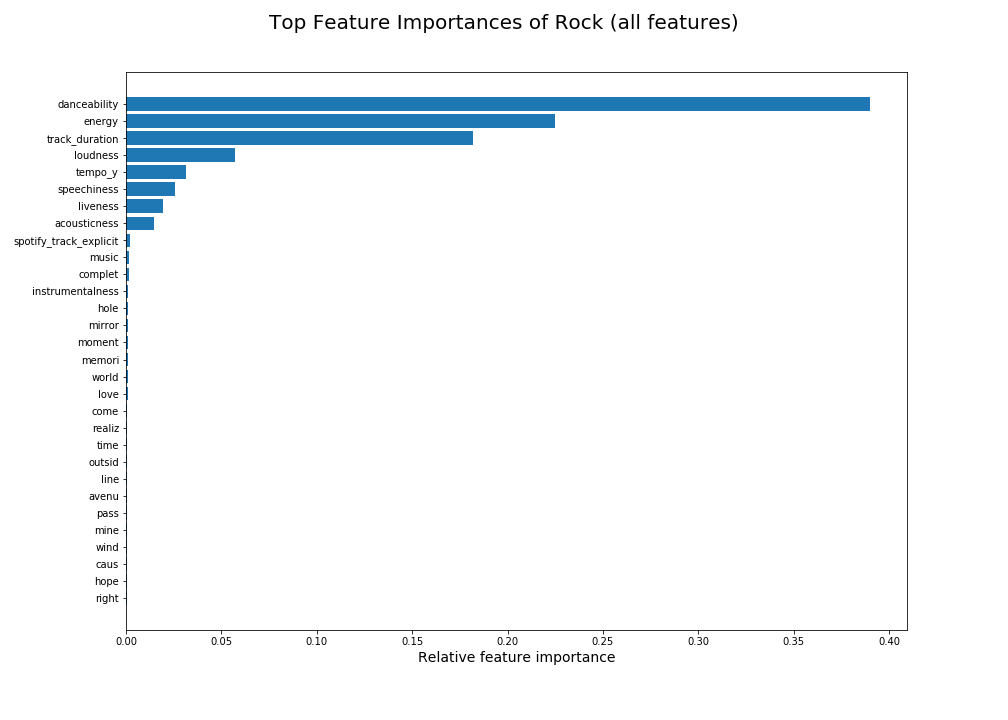 Top Feature Importances of Rock (all features)
danceability
energy
track_duration
loudness
tempo_y
speechiness
liveness
acousticness
spotify_track_explicit
music
complet
instrumentalness
hole
mirror
moment
memori
world
love
come
realiz
time
outsid
line
avenu
pass
mine
wind
caus
hope
right
0.00 0.05 0.10 0.15 0.20 0.25 0.30 0.35 0.40
Relative feature importance